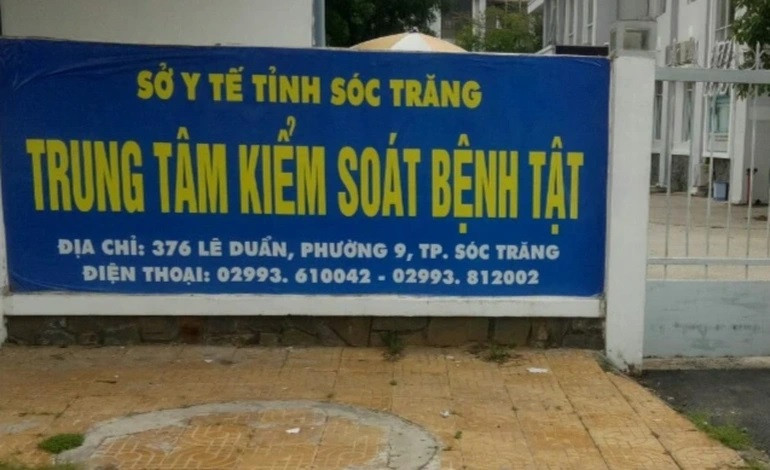 SỞ Y TẾ TỈNH SÓC TRĂNG
TRUNG TÂM KIỂM SOÁT BỆNH TẬT
ĐỊA CHỈ: 376 LÊ DUẨN, PHƯỜNG 9, TP. SÓC TRĂNG
ĐIỆN THOẠI: 02993. 610042 - 02993. 812002